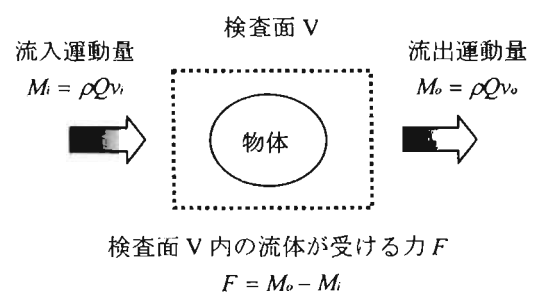 検査面 V
流入運動量
Mi = ρQvi
流出運動量
Mo = ρQvo
物体
検査面 V 内の流体が受ける力 F
F = Mo − Mi